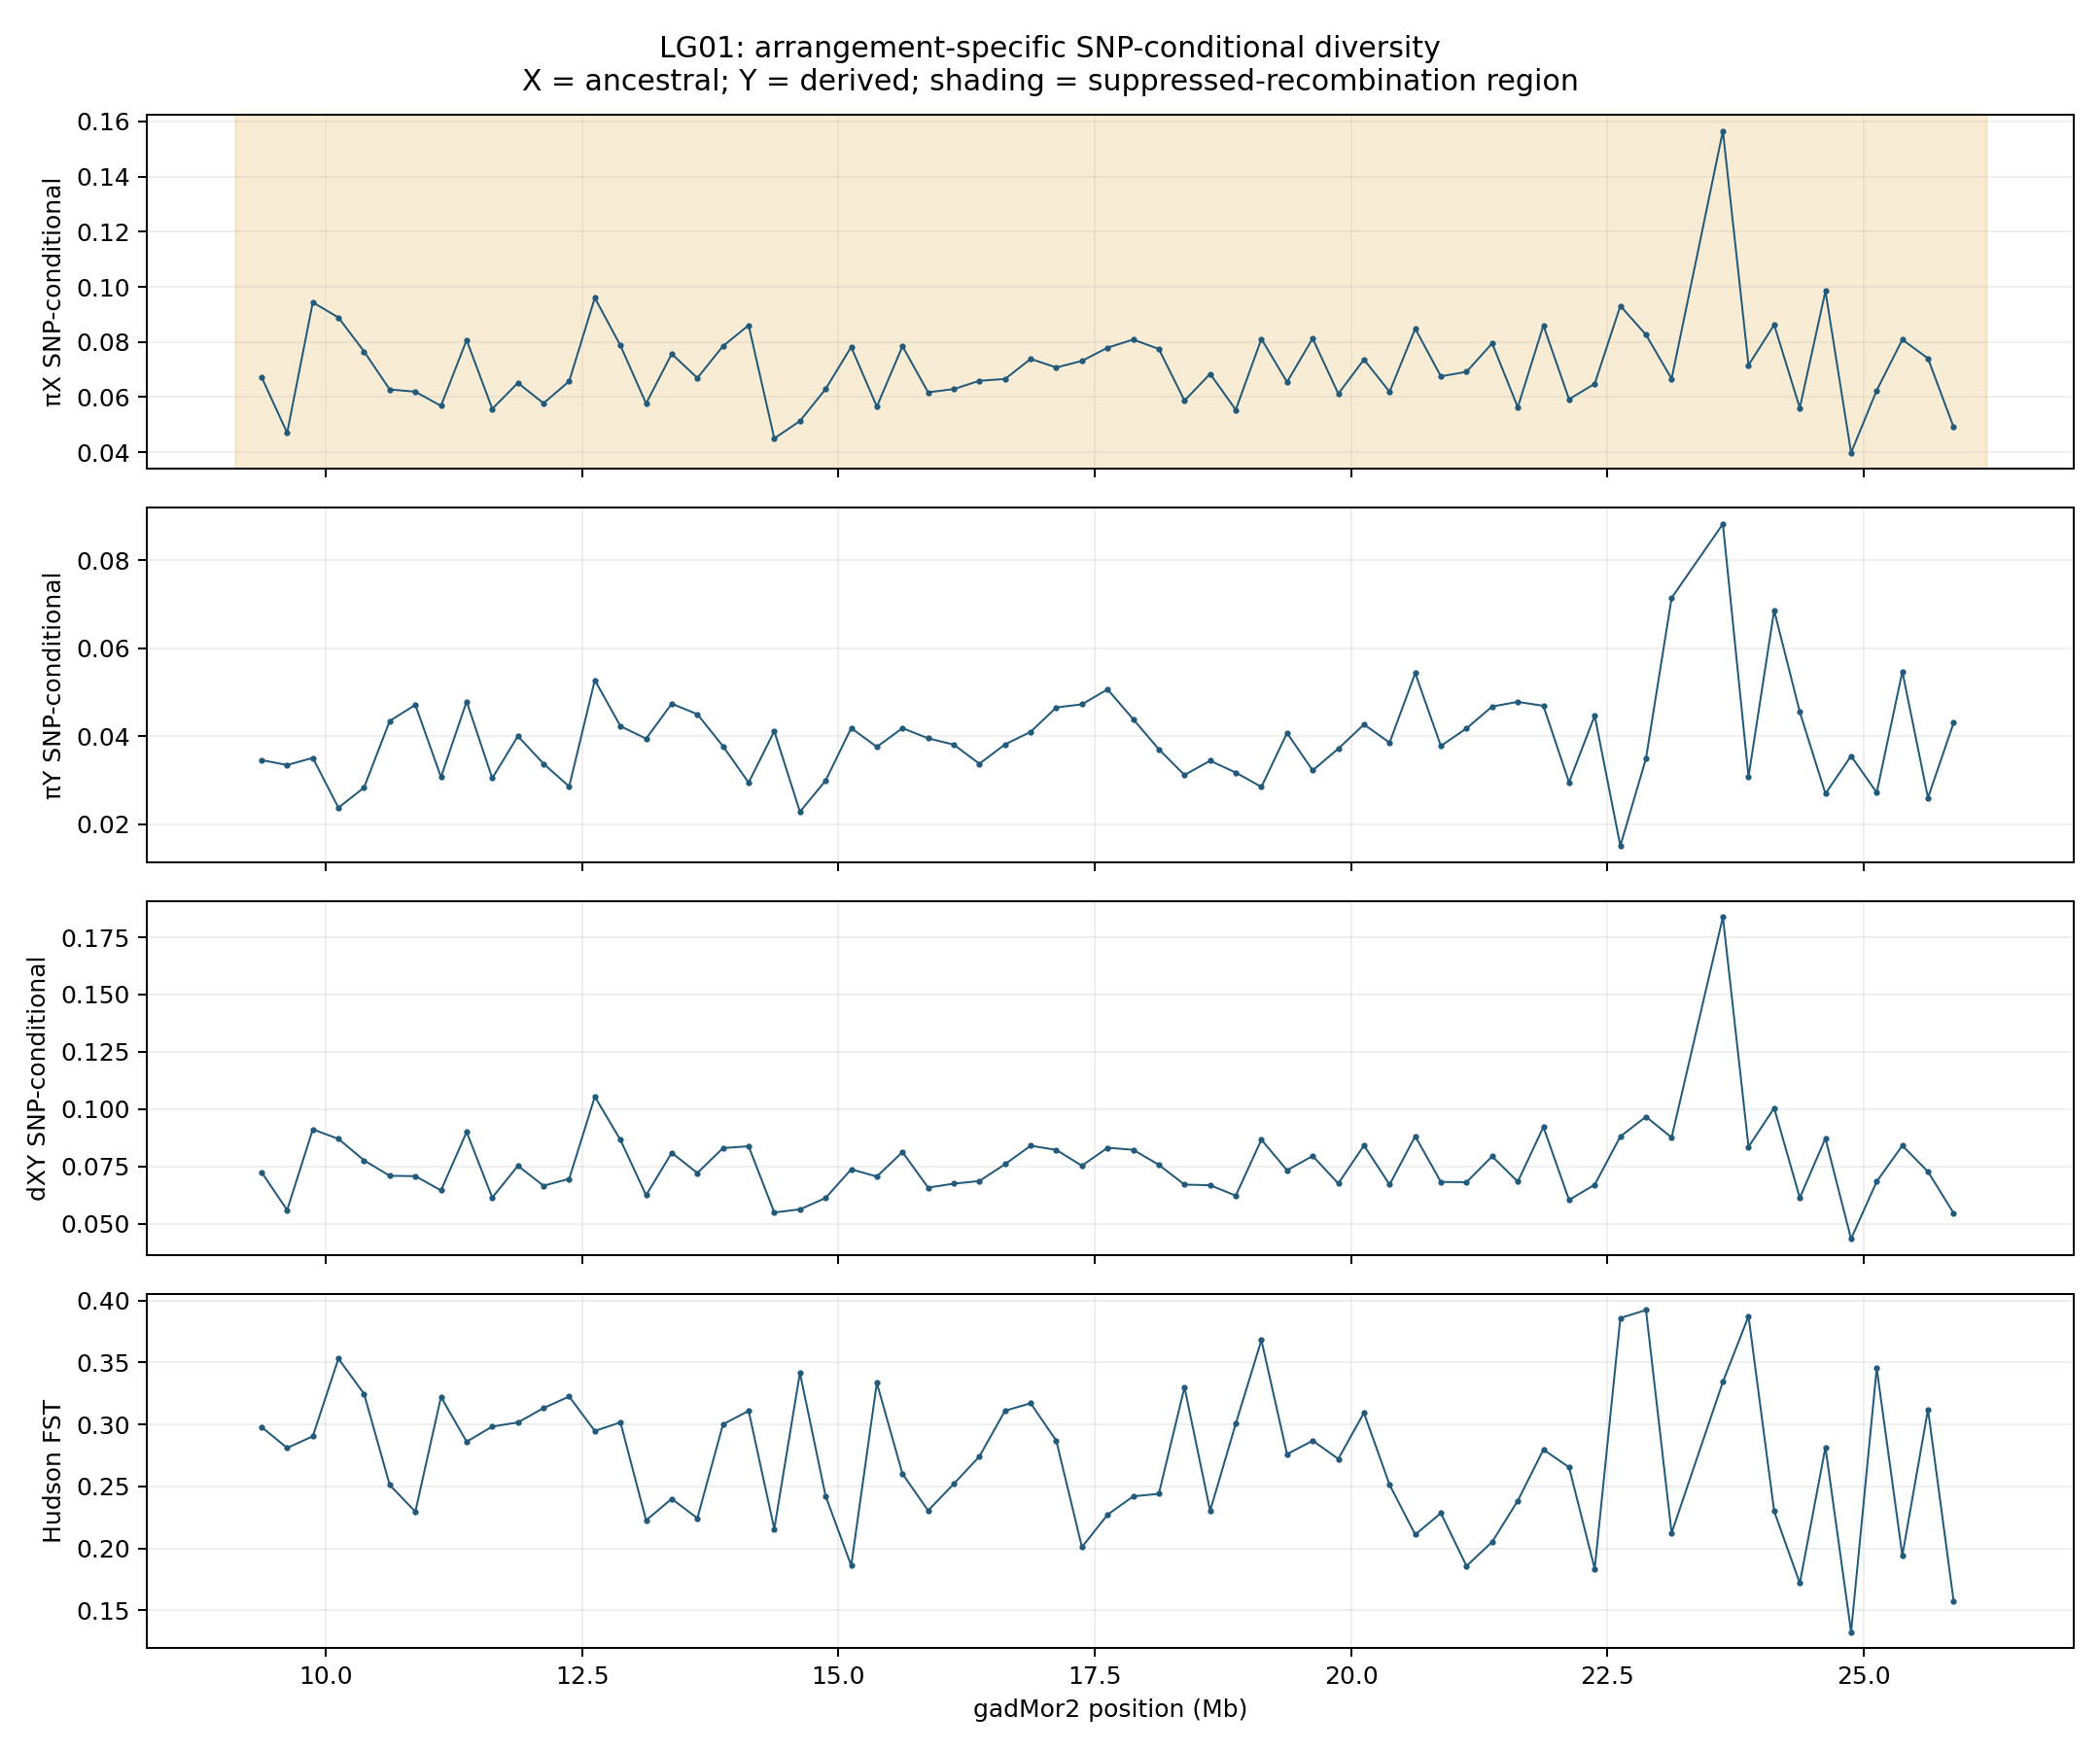 LG01: arrangement-specific SNP-conditional diversity
X = ancestral; Y = derived; shading = suppressed-recombination region
πX SNP-conditional
0.16
0.14
0.12
0.10
0.08
0.06
0.04
πY SNP-conditional
0.08
0.06
0.04
0.02
dXY SNP-conditional
0.175
0.150
0.125
0.100
0.075
0.050
Hudson FST
0.40
0.35
0.30
0.25
0.20
0.15
10.0 12.5 15.0 17.5 20.0 22.5 25.0
gadMor2 position (Mb)